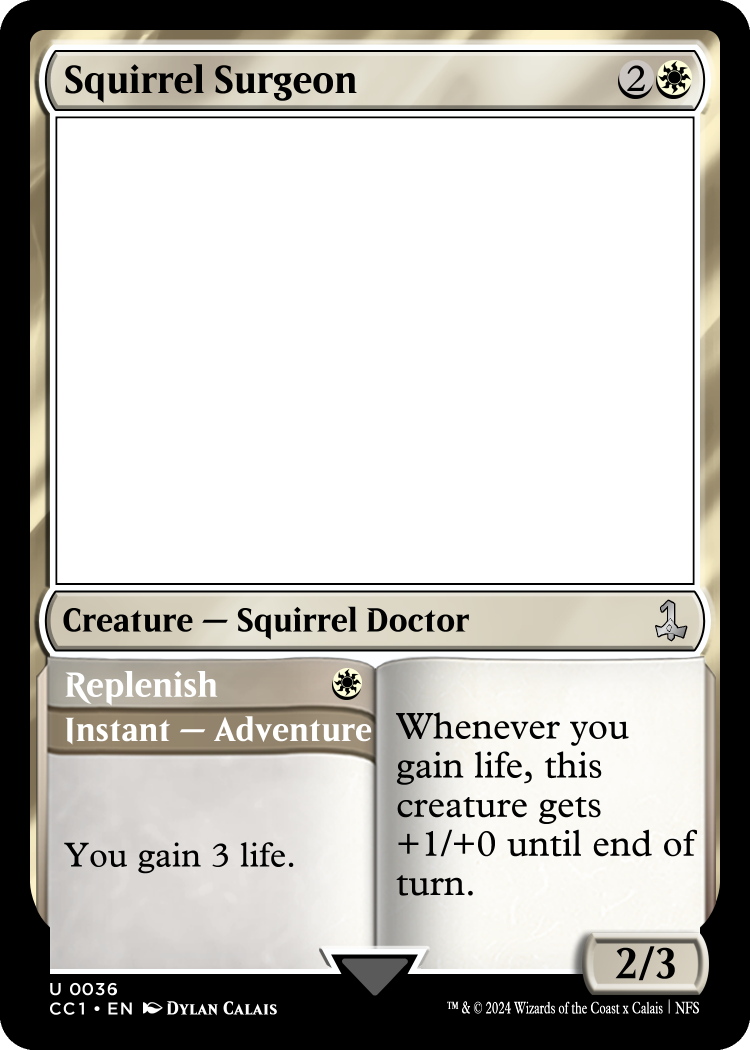 Squirrel Surgeon 2
Creature — Squirrel Doctor
Replenish
Instant — Adventure
You gain 3 life.
Whenever you
gain life, this
creature gets
+1/+0 until end of
turn.
2/3
U 0036
CC1 • EN DYLAN CALAIS
™ & © 2024 Wizards of the Coast x Calais | NFS